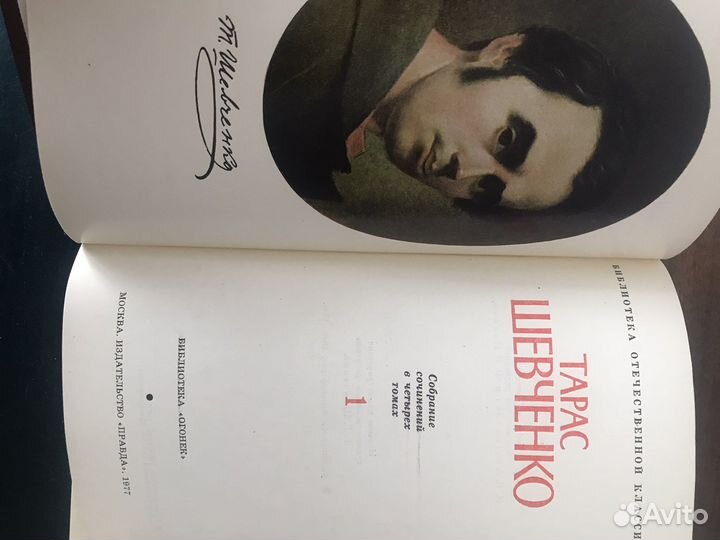 Т. Шевченко
БИБЛИОТЕКА ОТЕЧЕСТВЕННОЙ КЛАССИ
ТАРАС
ШЕВЧЕНКО
Собрание
сочинений
в четырех
томах
1
БИБЛИОТЕКА «ОГОНЕК»
МОСКВА. ИЗДАТЕЛЬСТВО «ПРАВДА». 1977
Avito